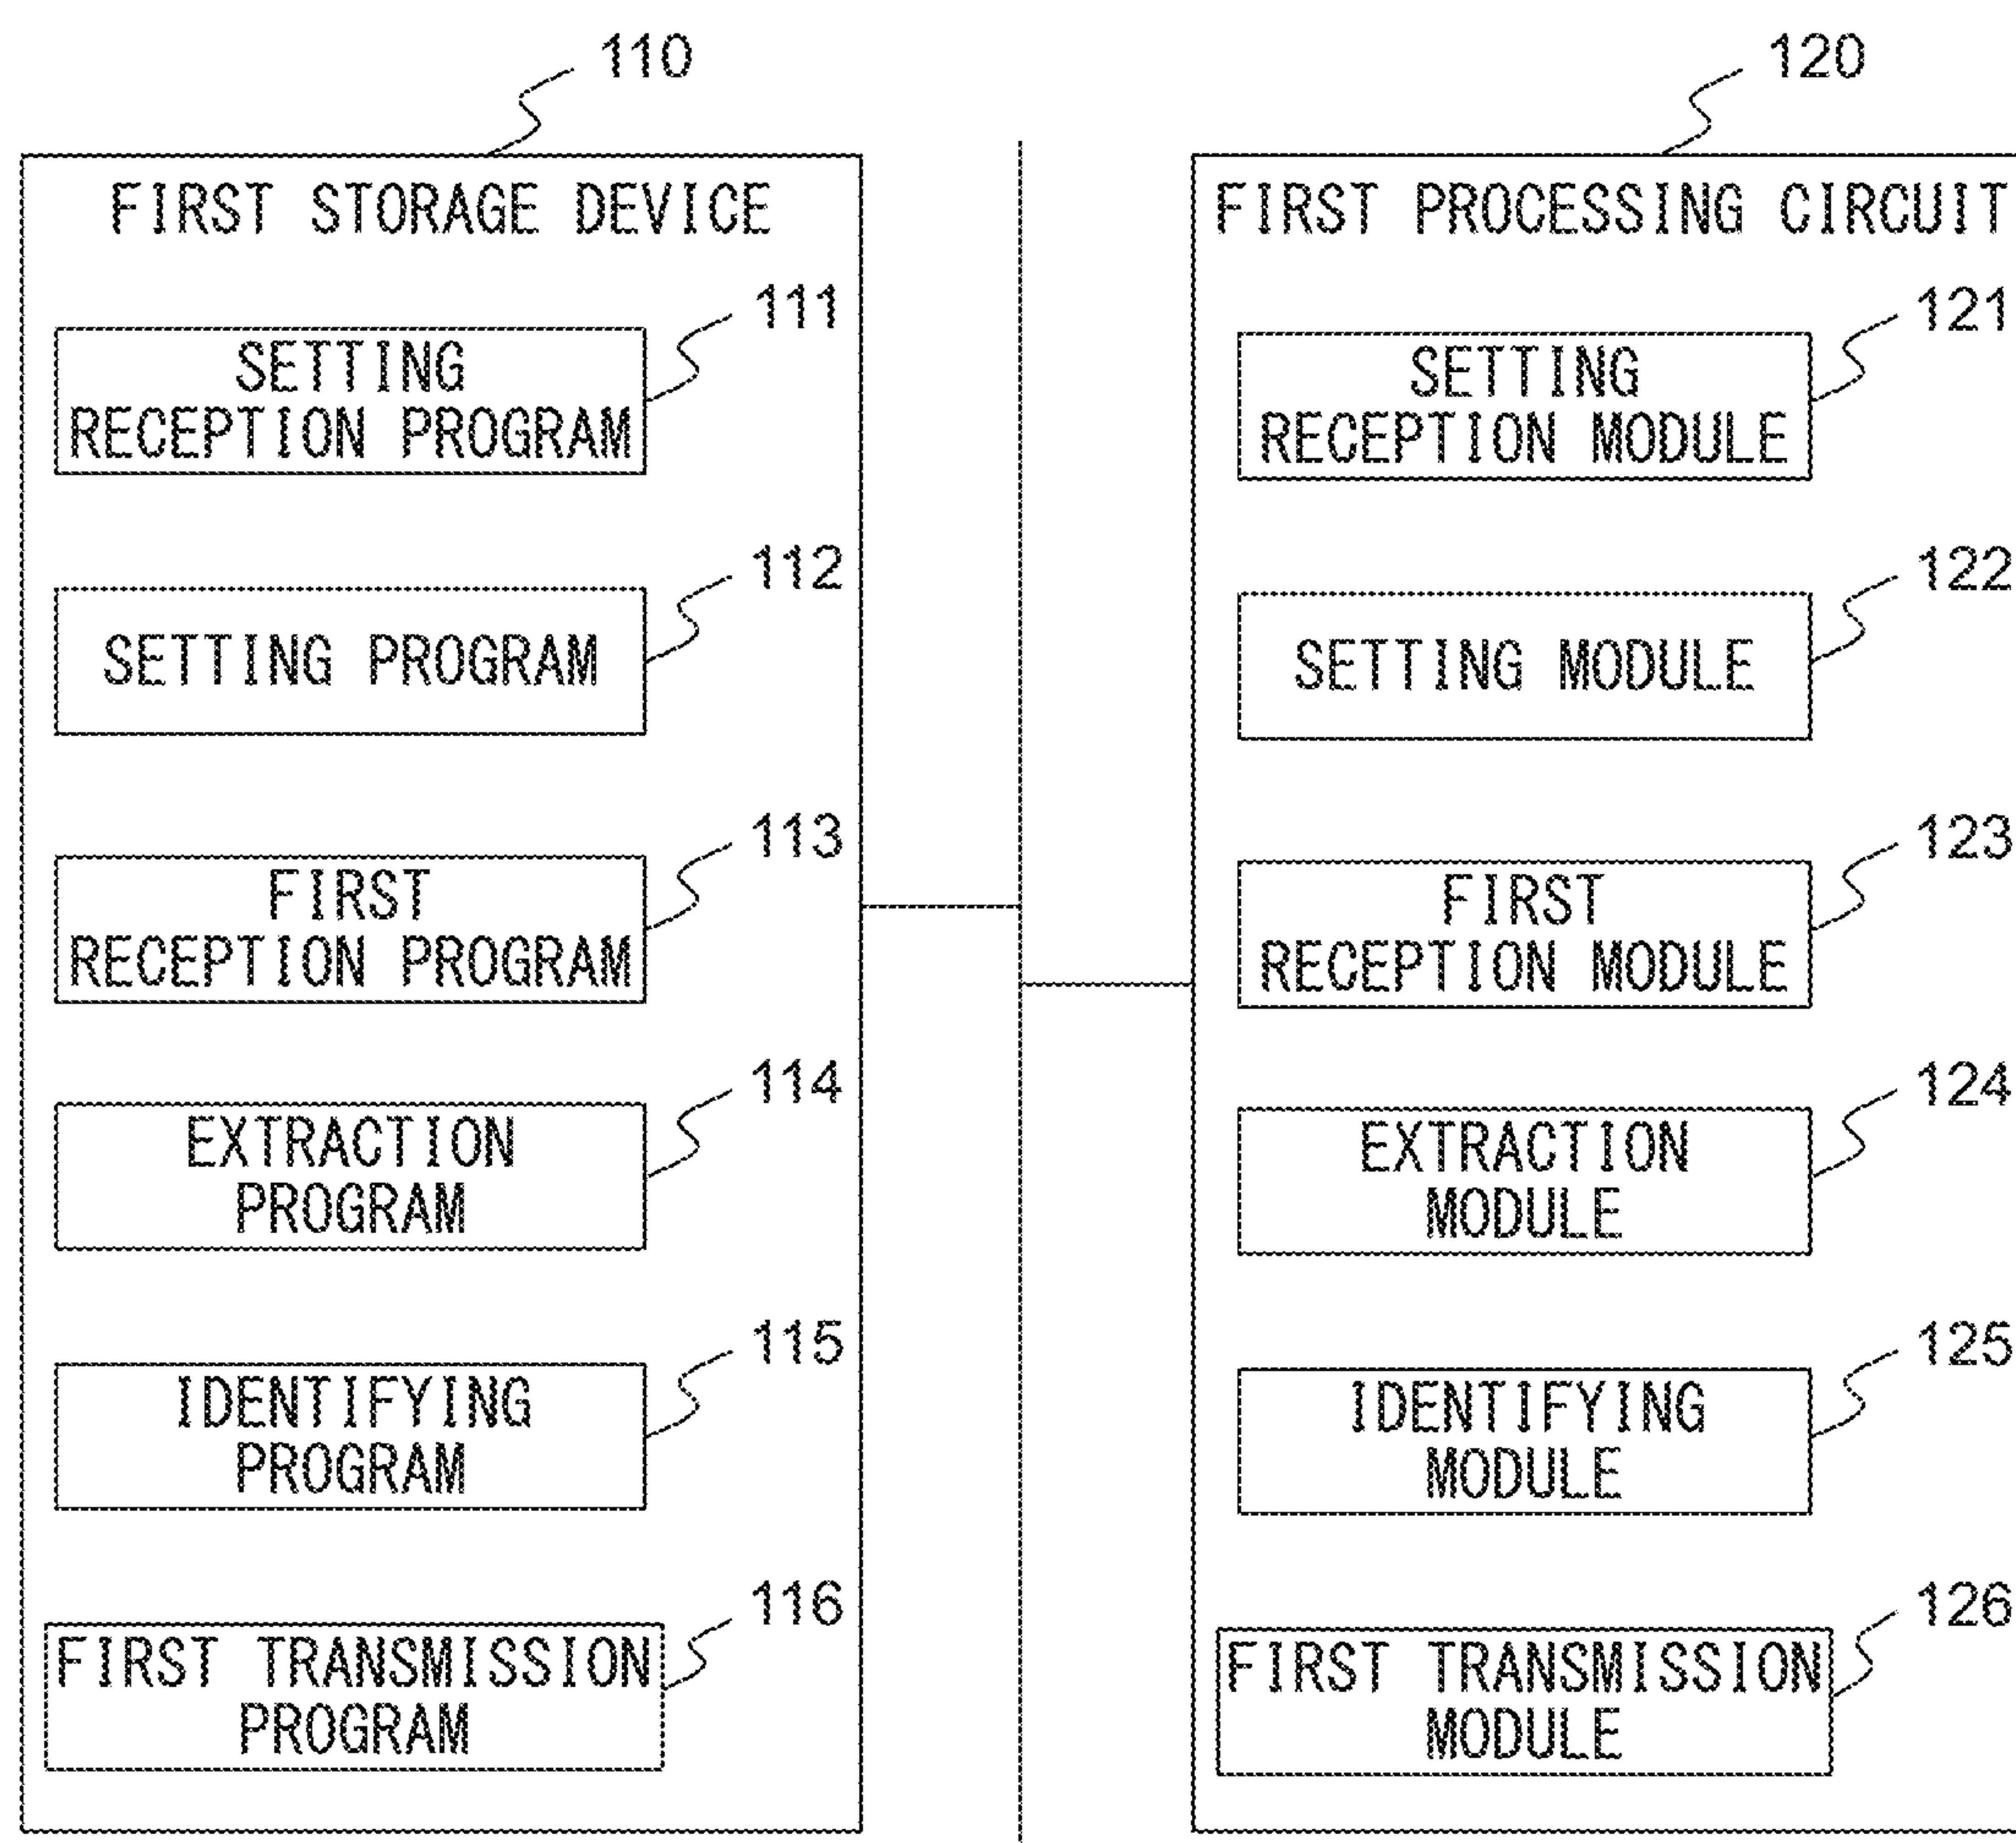 110
FIRST STORAGE DEVICE
111
SETTING
RECEPTION PROGRAM
112
SETTING PROGRAM
113
FIRST
RECEPTION PROGRAM
114
EXTRACTION
PROGRAM
115
IDENTIFYING
PROGRAM
116
FIRST TRANSMISSION
PROGRAM
120
FIRST PROCESSING CIRCUIT
121
SETTING
RECEPTION MODULE
122
SETTING MODULE
123
FIRST
RECEPTION MODULE
124
EXTRACTION
MODULE
125
IDENTIFYING
MODULE
126
FIRST TRANSMISSION
MODULE